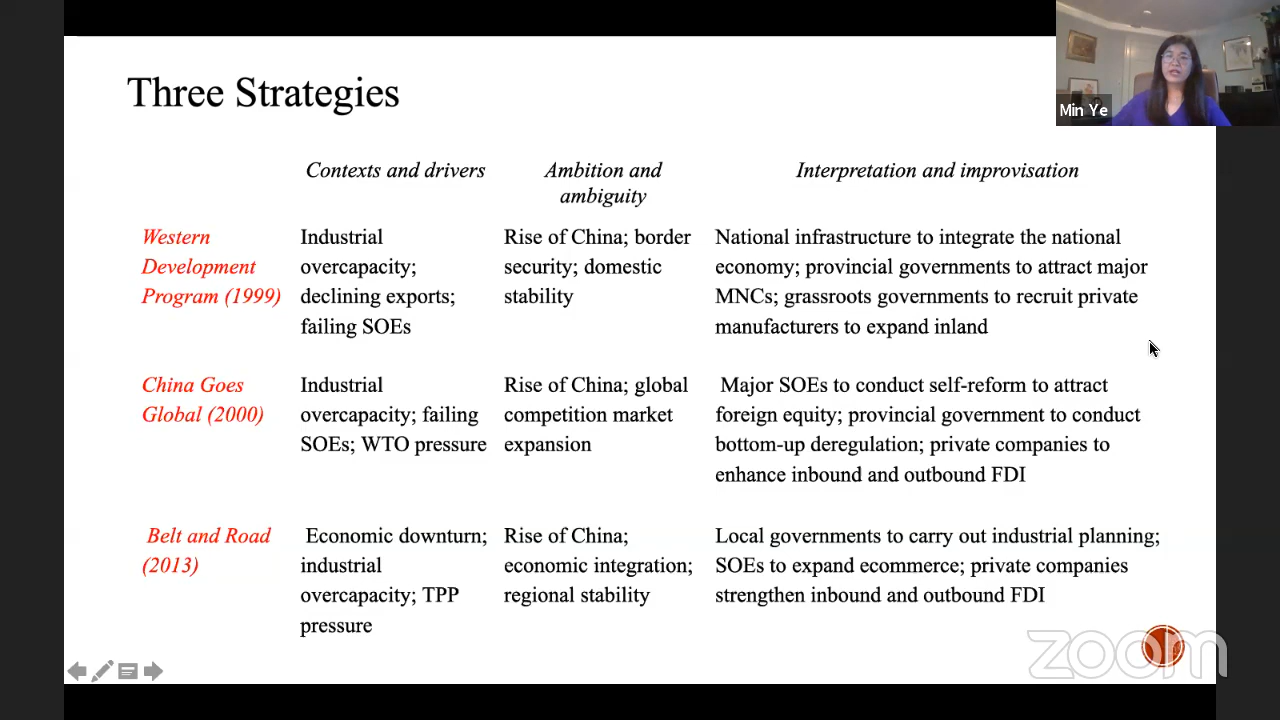 Three Strategies
Min Ye
Contexts and drivers
Ambition and
ambiguity
Interpretation and improvisation
Western
Development
Program (1999)
Industrial
overcapacity;
declining exports;
failing SOEs
Rise of China; border
security; domestic
stability
National infrastructure to integrate the national
economy; provincial governments to attract major
MNCs; grassroots governments to recruit private
manufacturers to expand inland
China Goes
Global (2000)
Industrial
overcapacity; failing
SOEs; WTO pressure
Rise of China; global
competition market
expansion
Major SOEs to conduct self-reform to attract
foreign equity; provincial government to conduct
bottom-up deregulation; private companies to
enhance inbound and outbound FDI
Belt and Road
(2013)
Economic downturn;
industrial
overcapacity; TPP
pressure
Rise of China;
economic integration;
regional stability
Local governments to carry out industrial planning;
SOEs to expand ecommerce; private companies
strengthen inbound and outbound FDI
zoom